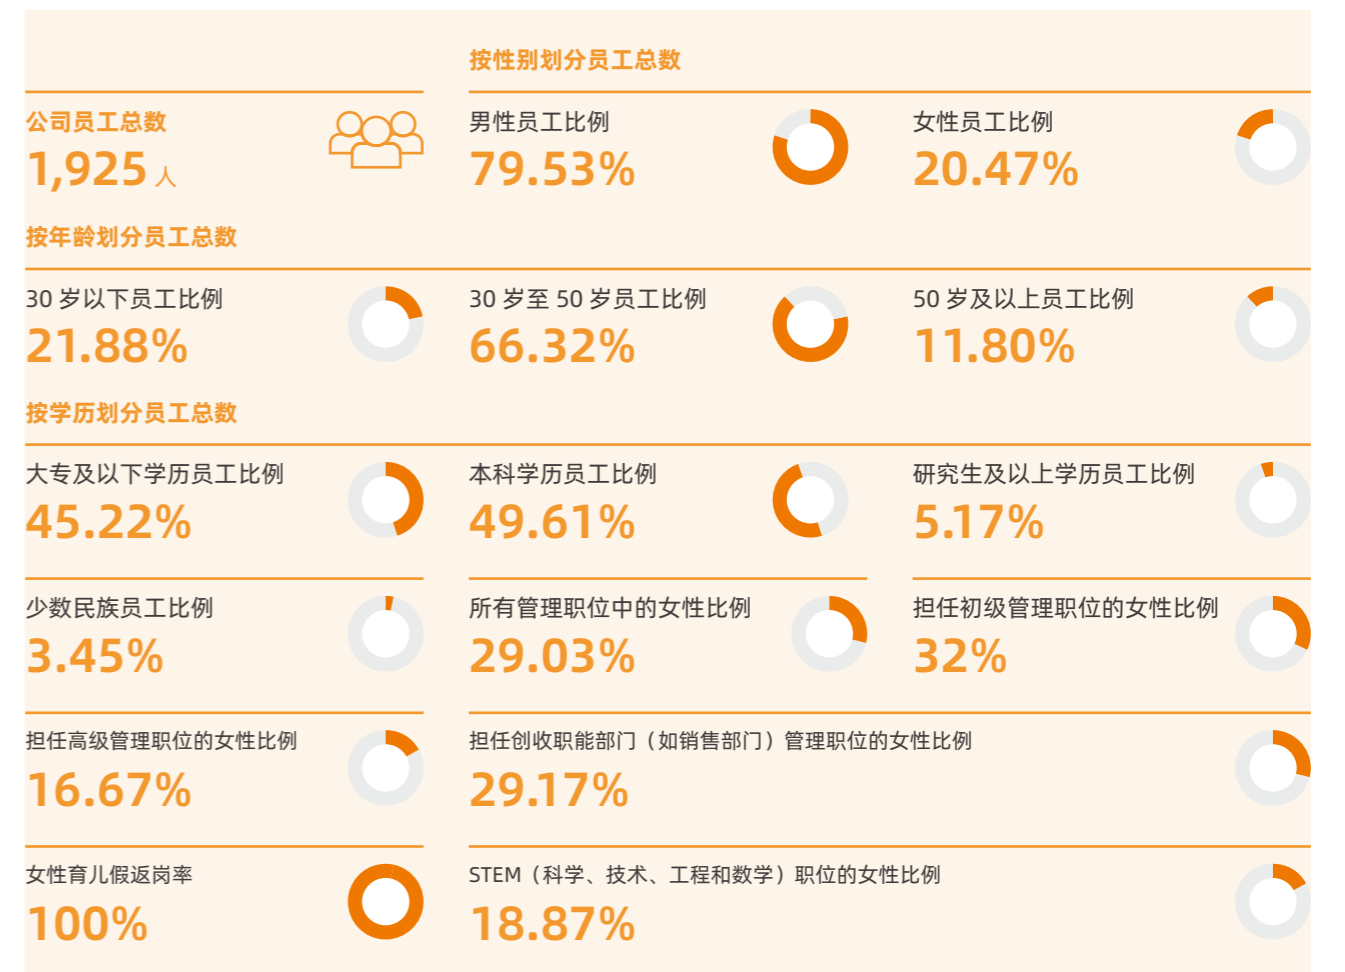 按性别划分员工总数
公司员工总数
1,925 人
男性员工比例
79.53%
女性员工比例
20.47%
按年龄划分员工总数
30 岁以下员工比例
21.88%
30 岁至 50 岁员工比例
66.32%
50 岁及以上员工比例
11.80%
按学历划分员工总数
大专及以下学历员工比例
45.22%
本科学历员工比例
49.61%
研究生及以上学历员工比例
5.17%
少数民族员工比例
3.45%
所有管理职位中的女性比例
29.03%
担任初级管理职位的女性比例
32%
担任高级管理职位的女性比例
16.67%
担任创收职能部门（如销售部门）管理职位的女性比例
29.17%
女性育儿假返岗率
100%
STEM（科学、技术、工程和数学）职位的女性比例
18.87%